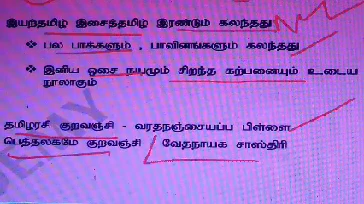 இயற்றமிழ் இசைத்தமிழ் இரண்டும் கலந்தது
❖ பல பாக்களும் , பாவினங்களும் கலந்தது
❖ இனிய ஓசை நயமும் சிறந்த கற்பனையும் உடைய
நூலாகும்
தமிழரசி குறவஞ்சி - வரதநஞ்சையப்ப பிள்ளை
பெத்தலகமே குறவஞ்சி வேதநாயக சாஸ்திரி